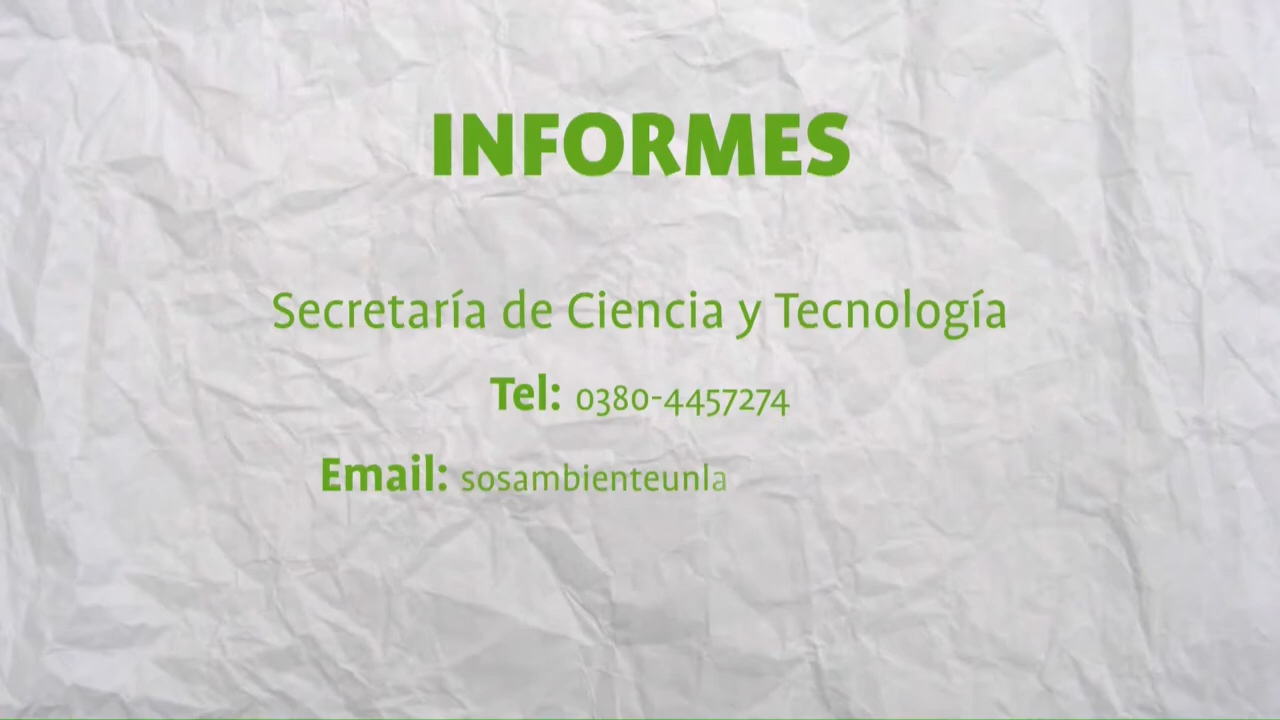 INFORMES
Secretaría de Ciencia y Tecnología
Tel: 0380-4457274
Email: sosambienteunla